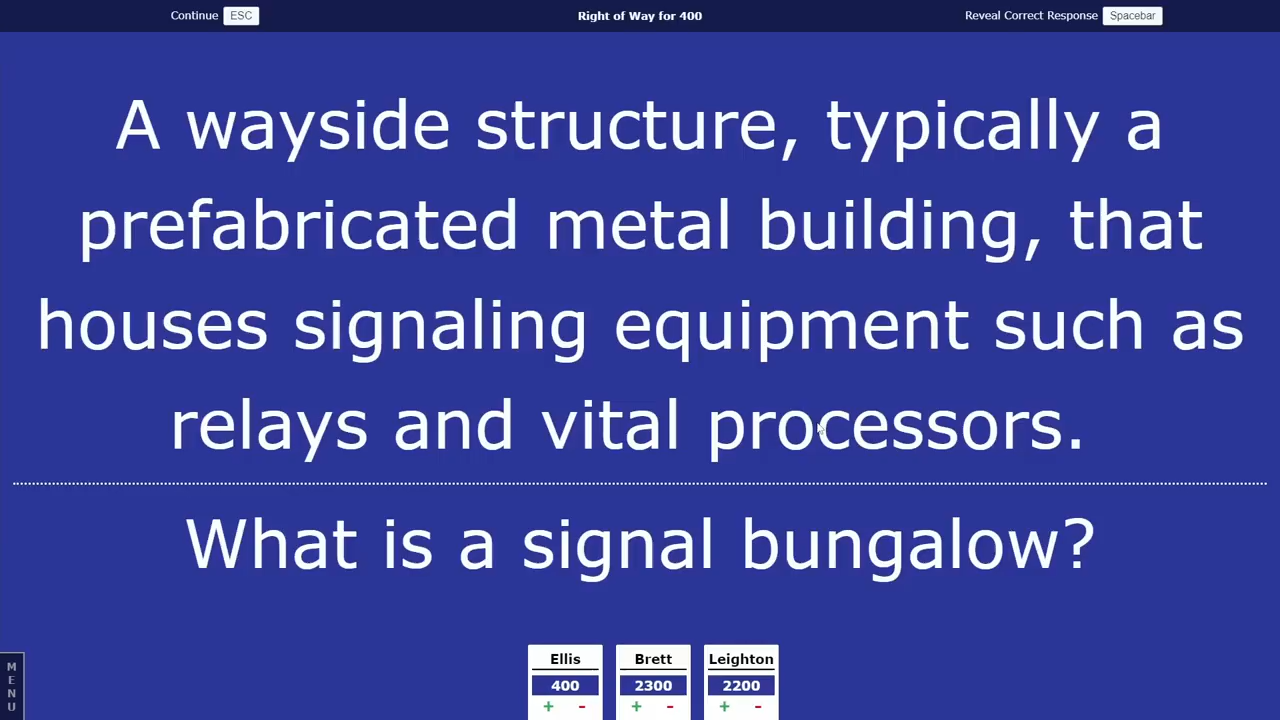 Continue ESC Right of Way for 400 Reveal Correct Response Spacebar
A wayside structure, typically a
prefabricated metal building, that
houses signaling equipment such as
relays and vital processors.
What is a signal bungalow?
MENU
Ellis Brett Leighton
400 2300 2200
+ - + - + -